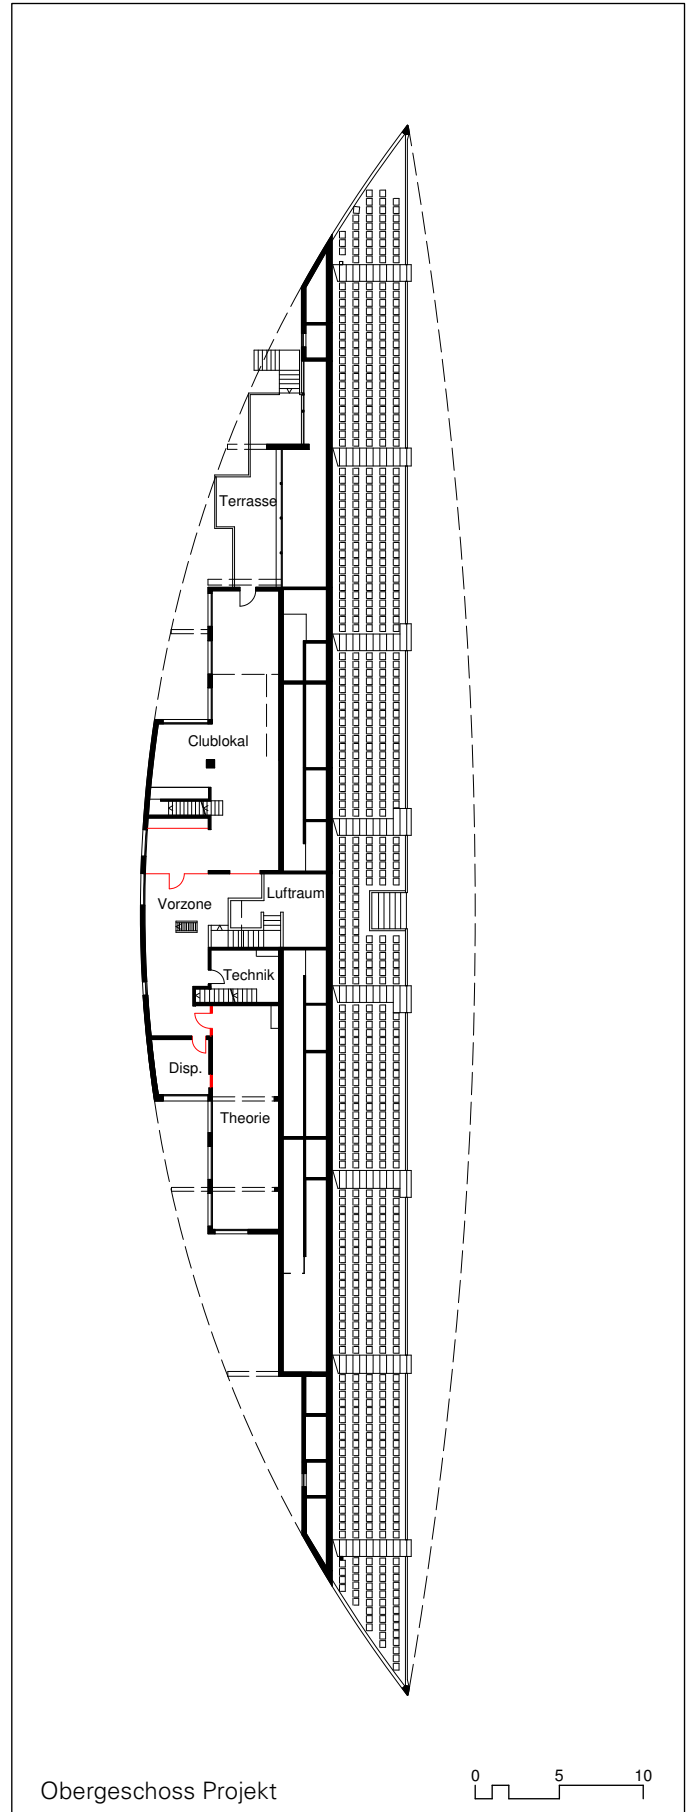 Terrasse
Clublokal
Luftraum
Vorzone
Technik
Disp.
Theorie
Obergeschoss Projekt
0 5 10